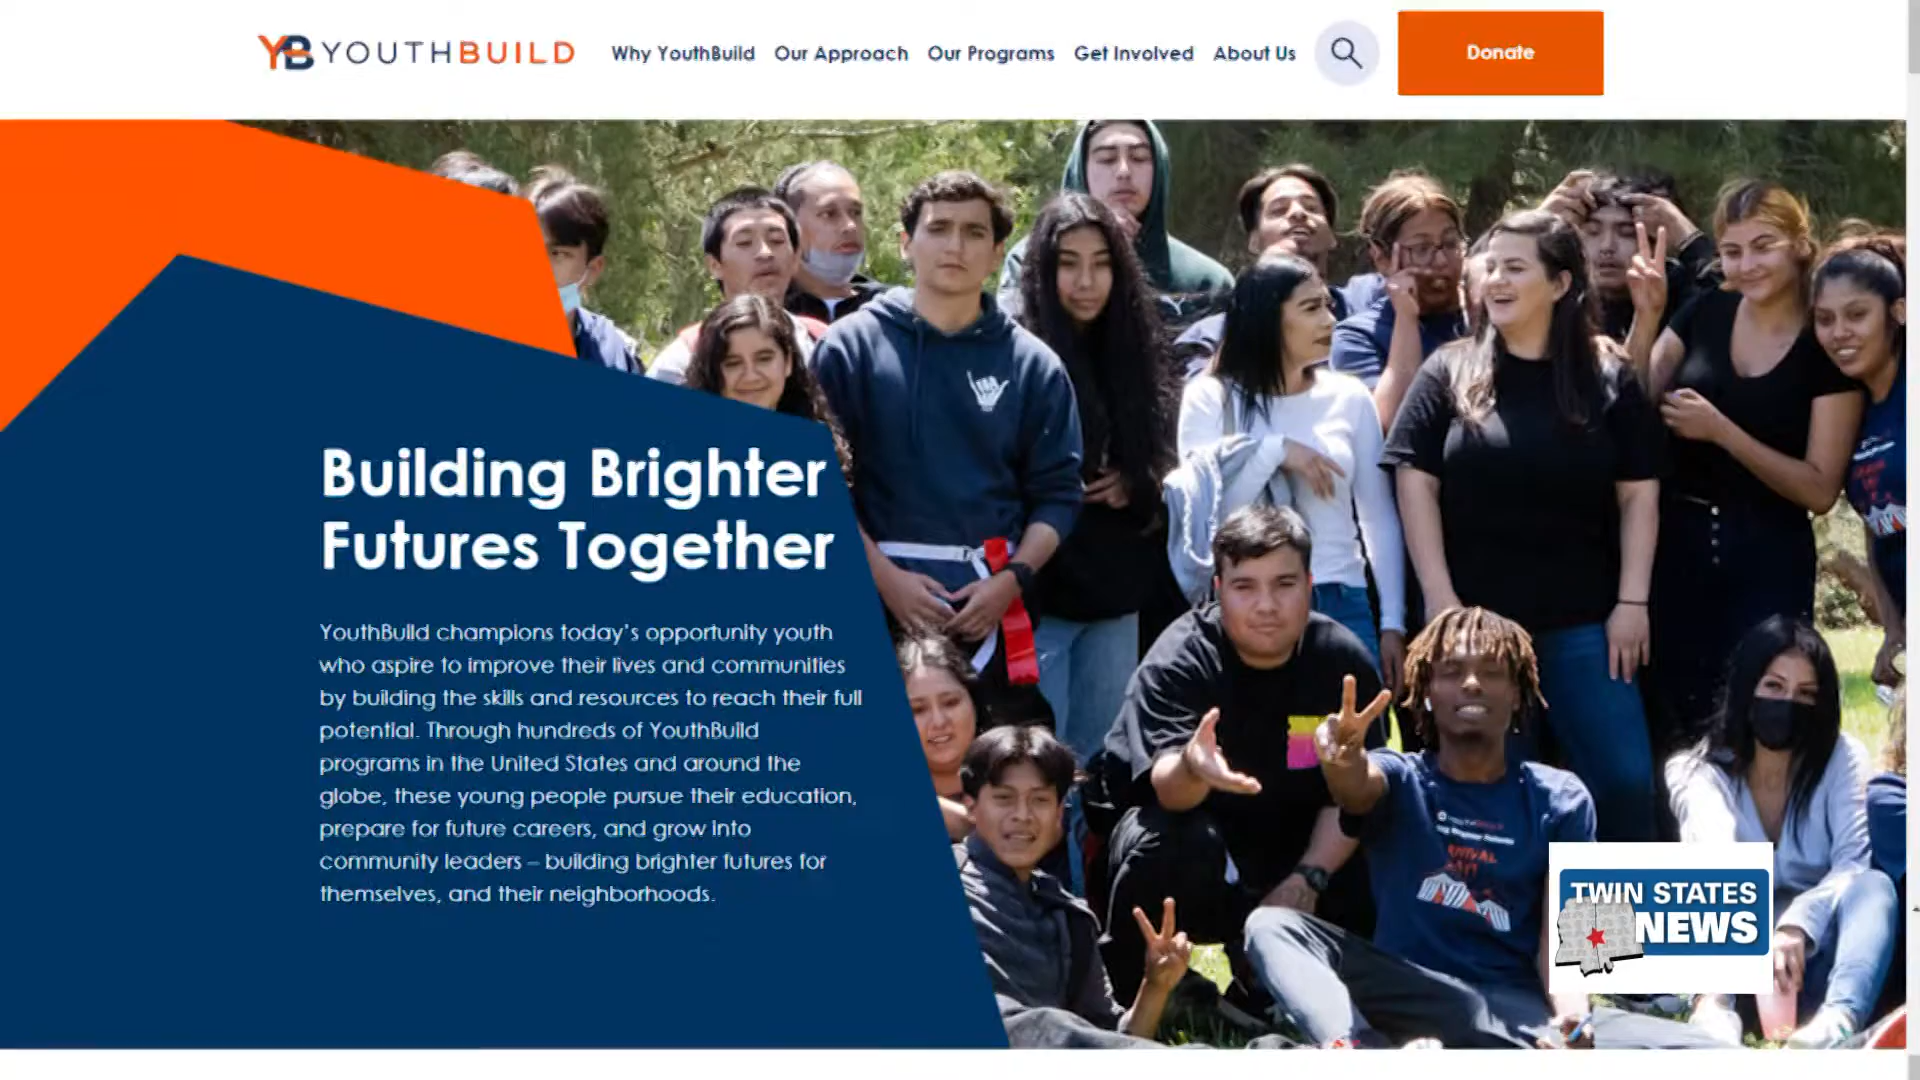 YB YOUTHBUILD
Why YouthBuild Our Approach Our Programs Get Involved About Us
Donate
Building Brighter
Futures Together
YouthBuild champions today's opportunity youth
who aspire to improve their lives and communities
by building the skills and resources to reach their full
potential. Through hundreds of YouthBuild
programs in the United States and around the
globe, these young people pursue their education,
prepare for future careers, and grow into
community leaders – building brighter futures for
themselves, and their neighborhoods.
TWIN STATES
NEWS